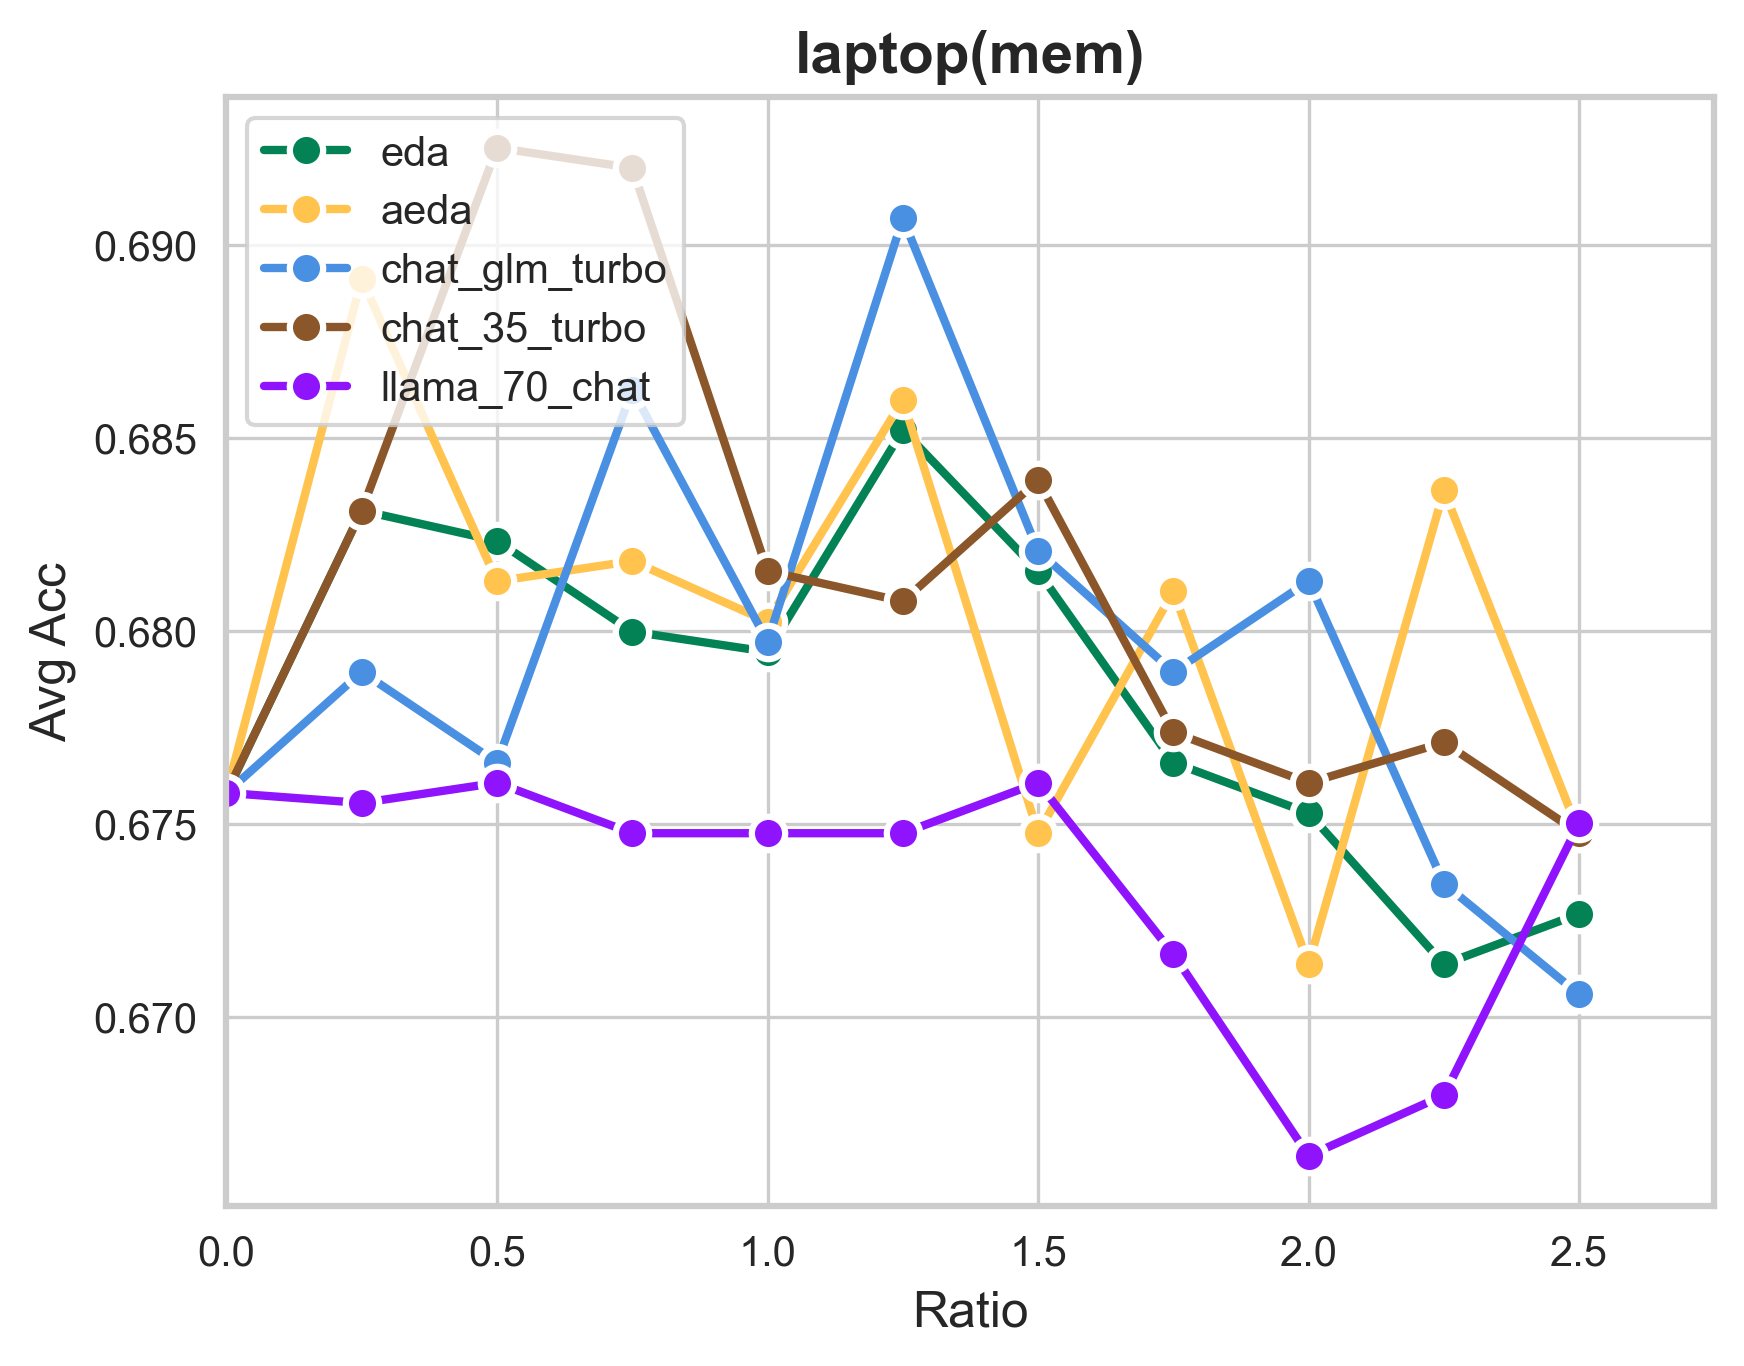 laptop(mem)
eda
aeda
chat_glm_turbo
chat_35_turbo
llama_70_chat
Avg Acc
0.690
0.685
0.680
0.675
0.670
0.0 0.5 1.0 1.5 2.0 2.5
Ratio